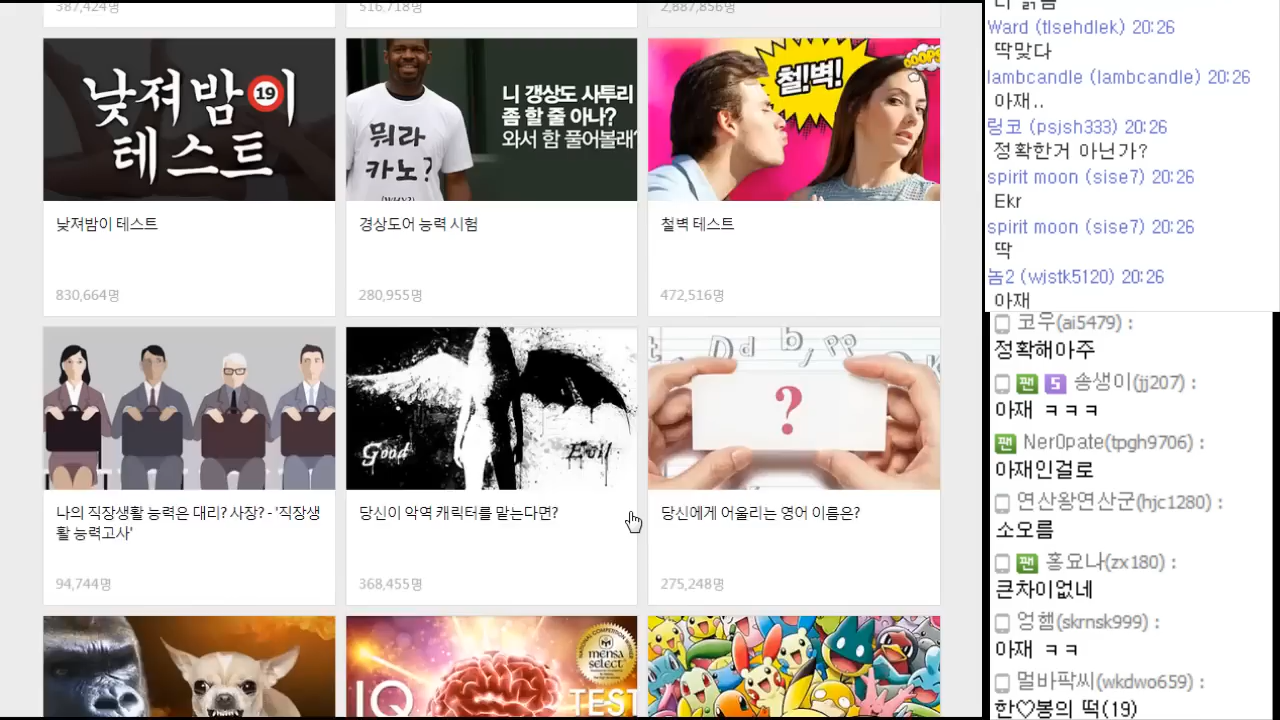 387,424명
516,718명
2,887,856명
낮져밤이
19
테스트
낮져밤이 테스트
830,664명
뭐라
카노?
(WHY?)
니 갱상도 사투리
좀 할 줄 아나?
와서 함 풀어볼래?
경상도어 능력 시험
280,955명
철!벽!
OOOPS
철벽 테스트
472,516명
나의 직장생활 능력은 대리? 사장? - '직장생
활 능력고사'
94,744명
Good
Evil
당신이 악역 캐릭터를 맡는다면?
368,455명
Dd
b/
pp
?
당신에게 어울리는 영어 이름은?
275,248명
IQ
TEST
mensa
select
Ward (tlsehdlek) 20:26
딱맞다
lambcandle (lambcandle) 20:26
아재..
링코 (psjsh333) 20:26
정확한거 아닌가?
spirit moon (sise7) 20:26
Ekr
spirit moon (sise7) 20:26
딱
놈2 (wjstk5120) 20:26
아재
코우(ai5479) :
정확해아주
팬 S 송생이(jj207) :
아재 ㅋㅋㅋ
팬 Ner0pate(tpgh9706) :
아재인걸로
연산왕연산군(hjc1280) :
소오름
팬 홍요나(zx180) :
큰차이없네
엉햄(skrnsk999) :
아재 ㅋㅋ
멀바팍씨(wkdwo659) :
한♡봉의 떡(19)